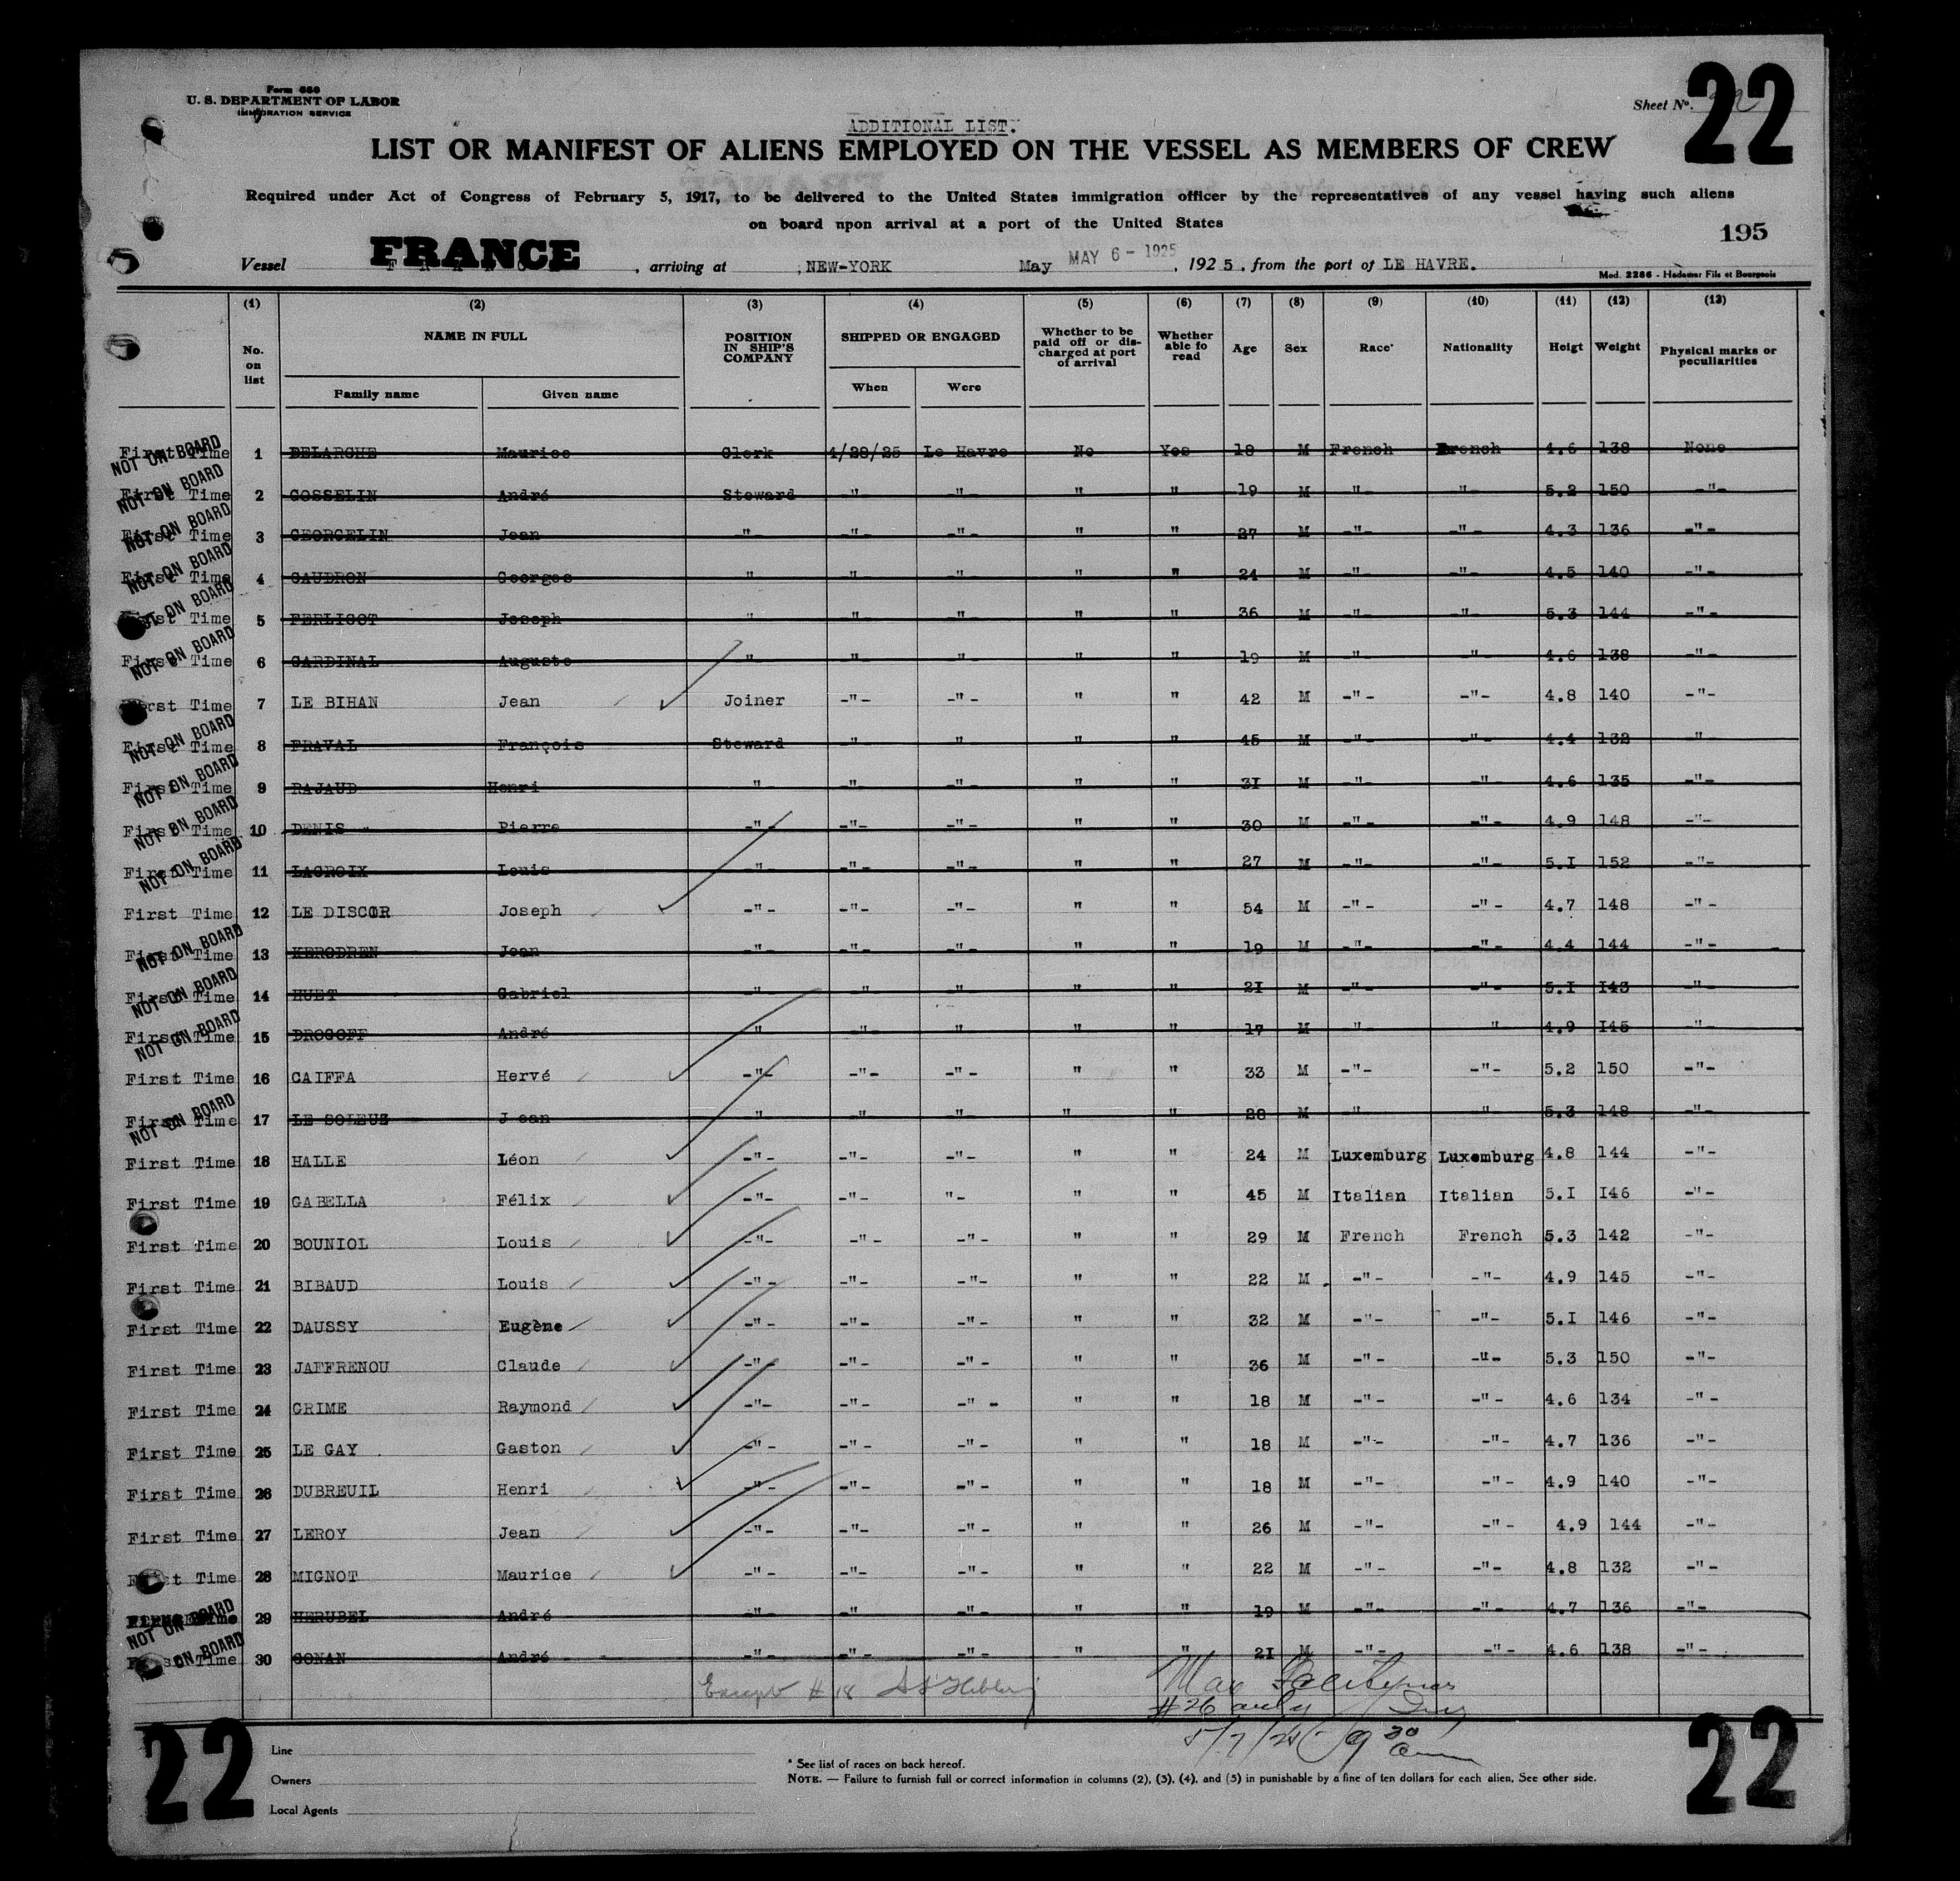 Form 680
U. S. DEPARTMENT OF LABOR
IMMIGRATION SERVICE
Sheet No.
22
ADDITIONAL LIST.
LIST OR MANIFEST OF ALIENS EMPLOYED ON THE VESSEL AS MEMBERS OF CREW
Required under Act of Congress of February 5, 1917, to be delivered to the United States immigration officer by the representatives of any vessel having such aliens
on board npon arrival at a port of the United States
195
Vessel FRANCE , arriving at NEW-YORK May MAY 6 - 1925 , 1925 , from the port of LE HAVRE.
Mod. 2286 - Hadamar Fils et Bourgeois
(1) (2) (3) (4) (5) (6) (7) (8) (9) (10) (11) (12) (13)
No. on list NAME IN FULL POSITION IN SHIP'S COMPANY SHIPPED OR ENGAGED Whether to be paid off or discharged at port of arrival Whether able to read Age Sex Race* Nationality Heigt Weight Physical marks or peculiarities
Family name Given name When Were
First Time NOT ON BOARD 1 DELARCHE Maurice Clerk 4/28/25 Le Havre No Yes 18 M French French 4.6 138 None
First Time NOT ON BOARD 2 GOSSELIN André Steward -"- -"- " " 19 M -"- -"- 5.2 150 -"-
First Time NOT ON BOARD 3 GEORGELIN Jean -"- -"- -"- " " 27 M -"- -"- 4.3 136 -"-
First Time NOT ON BOARD 4 CAUDRON Georges " -"- -"- " " 24 M -"- -"- 4.5 140 -"-
First Time NOT ON BOARD 5 PERLIGOT Joseph " -"- -"- " " 36 M -"- -"- 5.3 144 -"-
First Time NOT ON BOARD 6 CARDINAL Auguste -"- -"- -"- " " 19 M -"- -"- 4.6 138 -"-
First Time 7 LE BIHAN Jean Joiner -"- -"- " " 42 M -"- -"- 4.8 140 -"-
First Time NOT ON BOARD 8 FRAVAL François Steward -"- -"- " " 45 M -"- -"- 4.4 132 -"-
First Time NOT ON BOARD 9 RAJAUD Henri -"- -"- -"- " " 31 M -"- -"- 4.6 135 -"-
First Time NOT ON BOARD 10 DENIS Pierre -"- -"- -"- " " 30 M -"- -"- 4.9 148 -"-
First Time NOT ON BOARD 11 LACROIX Louis -"- -"- -"- " " 27 M -"- -"- 5.I 152 -"-
First Time 12 LE DISCOR Joseph -"- -"- -"- " " 54 M -"- -"- 4.7 148 -"-
First Time NOT ON BOARD 13 KERODREN Jean -"- -"- -"- " " 19 M -"- -"- 4.4 144 -"-
First Time NOT ON BOARD 14 HUET Gabriel -"- -"- -"- " " 2I M -"- -"- 5.I I43 -"-
First Time NOT ON BOARD 15 DROGOFF André -"- -"- -"- " " 17 M -"- -"- 4.9 I45 -"-
First Time 16 CAIFFA Hervé -"- -"- -"- " " 33 M -"- -"- 5.2 150 -"-
First Time NOT ON BOARD 17 LE SOLEUZ Jean -"- -"- -"- " " 28 M -"- -"- 5.3 148 -"-
First Time 18 HALLE Léon -"- -"- -"- " " 24 M Luxemburg Luxemburg 4.8 144 -"-
First Time 19 GABELLA Félix -"- -"- "- " " 45 M Italian Italian 5.I I46 -"-
First Time 20 BOUNIOL Louis -"- -"- -"- " " 29 M French French 5.3 142 -"-
First Time 21 BIBAUD Louis -"- -"- -"- " " 22 M -"- -"- 4.9 145 -"-
First Time 22 DAUSSY Eugène -"- -"- -"- " " 32 M -"- -"- 5.I 146 -"-
First Time 23 JAFFRENOU Claude -"- -"- -"- " " 36 M -"- -"- 5.3 150 -"-
First Time 24 GRIME Raymond -"- -"- -"- " " 18 M -"- -"- 4.6 134 -"-
First Time 25 LE GAY Gaston -"- -"- -"- " " 18 M -"- -"- 4.7 136 -"-
First Time 26 DUBREUIL Henri -"- -"- -"- " " 18 M -"- -"- 4.9 140 -"-
First Time 27 LEROY Jean -"- -"- -"- " " 26 M -"- -"- 4.9 144 -"-
First Time 28 MIGNOT Maurice -"- -"- -"- " " 22 M -"- -"- 4.8 132 -"-
First Time NOT ON BOARD 29 HERUBEL André -"- -"- -"- " " 19 M -"- -"- 4.7 136 -"-
First Time NOT ON BOARD 30 CONAN André -"- -"- -"- " " 2I M -"- -"- 4.6 138 -"-
Except # 18
# 26 only
5/7/25 9 30
22
Line
Owners
Local Agents
* See list of races on back hereof.
NOTE. — Failure to furnish full or correct information in columns (2), (3), (4), and (5) in punishable by a fine of ten dollars for each alien. See other side.
22